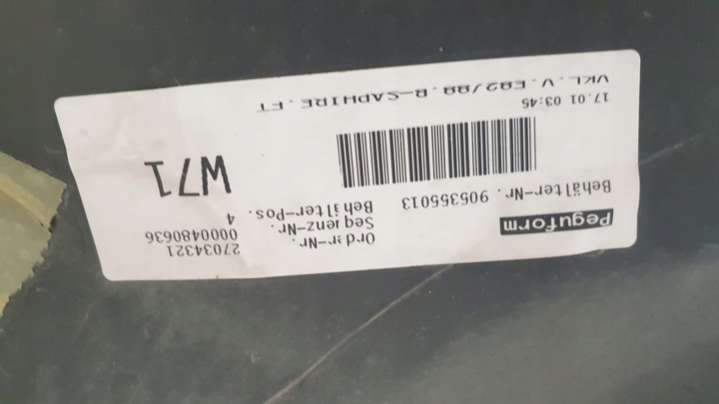 Peguform
Order-Nr. 27034321
Sequenz-Nr. 0000480636
Behälter-Nr. 905355013
Behälter-Pos. 4
W71
17.01 03:45
VKL.V.E82/88.B-SAPHIRE.FT